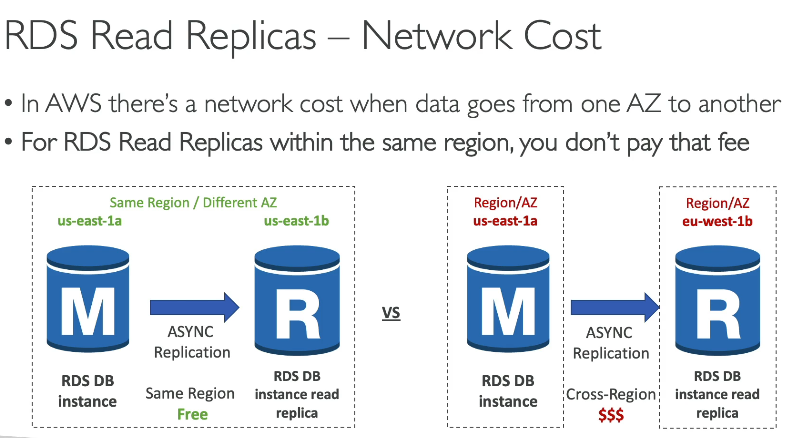 RDS Read Replicas – Network Cost
• In AWS there's a network cost when data goes from one AZ to another
• For RDS Read Replicas within the same region, you don't pay that fee
Same Region / Different AZ
us-east-1a
us-east-1b
M
R
ASYNC
Replication
RDS DB
instance
Same Region
Free
RDS DB
instance read
replica
vs
Region/AZ
us-east-1a
Region/AZ
eu-west-1b
M
R
ASYNC
Replication
RDS DB
instance
Cross-Region
$$$
RDS DB
instance read
replica